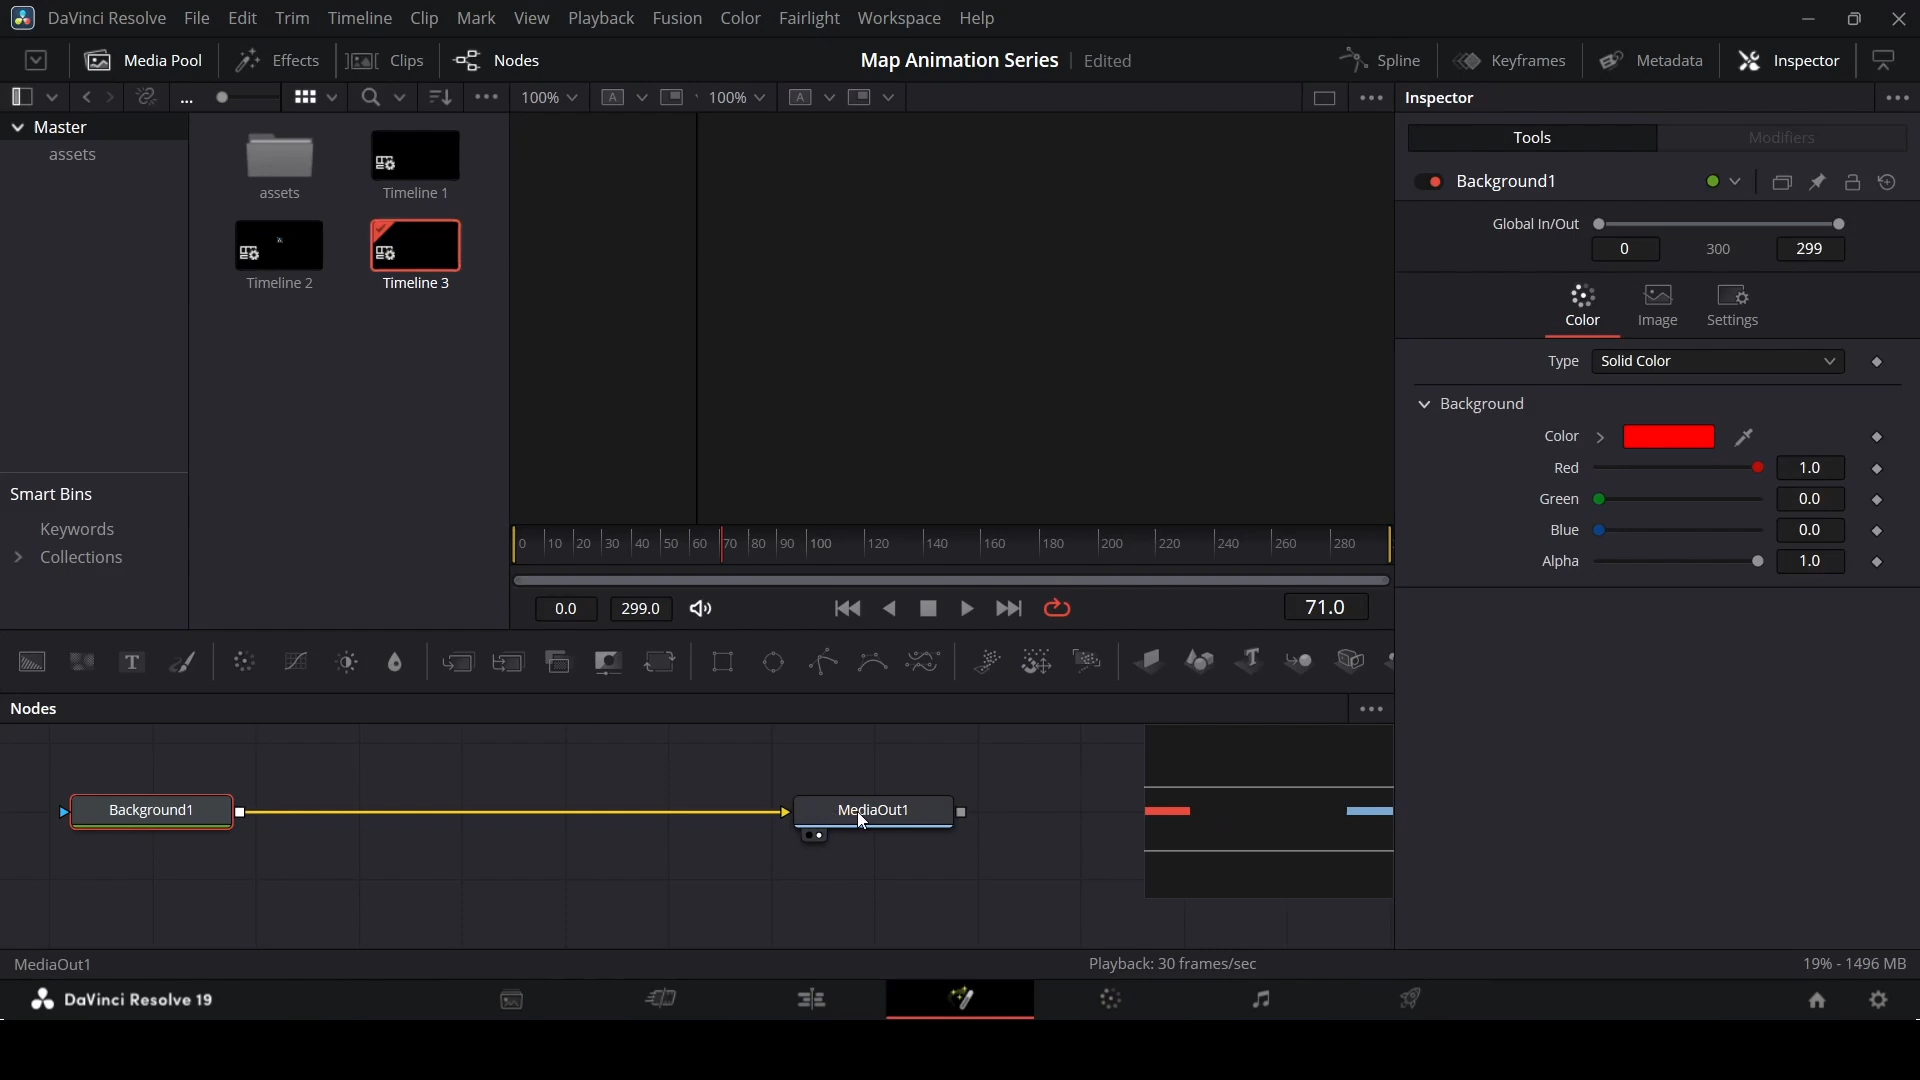 DaVinci Resolve File Edit Trim Timeline Clip Mark View Playback Fusion Color Fairlight Workspace Help
Media Pool Effects Clips Nodes Map Animation Series Edited Spline Keyframes Metadata Inspector
... 100% A 100% A Inspector
Master
assets
assets
Timeline 1
Timeline 2
Timeline 3
Smart Bins
Keywords
Collections
0 10 20 30 40 50 60 70 80 90 100 120 140 160 180 200 220 240 260 280
0.0 299.0 71.0
Tools Modifiers
Background1
Global In/Out
0 300 299
Color Image Settings
Type Solid Color
Background
Color
Red 1.0
Green 0.0
Blue 0.0
Alpha 1.0
T T
Nodes
Background1 MediaOut1
MediaOut1 Playback: 30 frames/sec 19% - 1496 MB
DaVinci Resolve 19